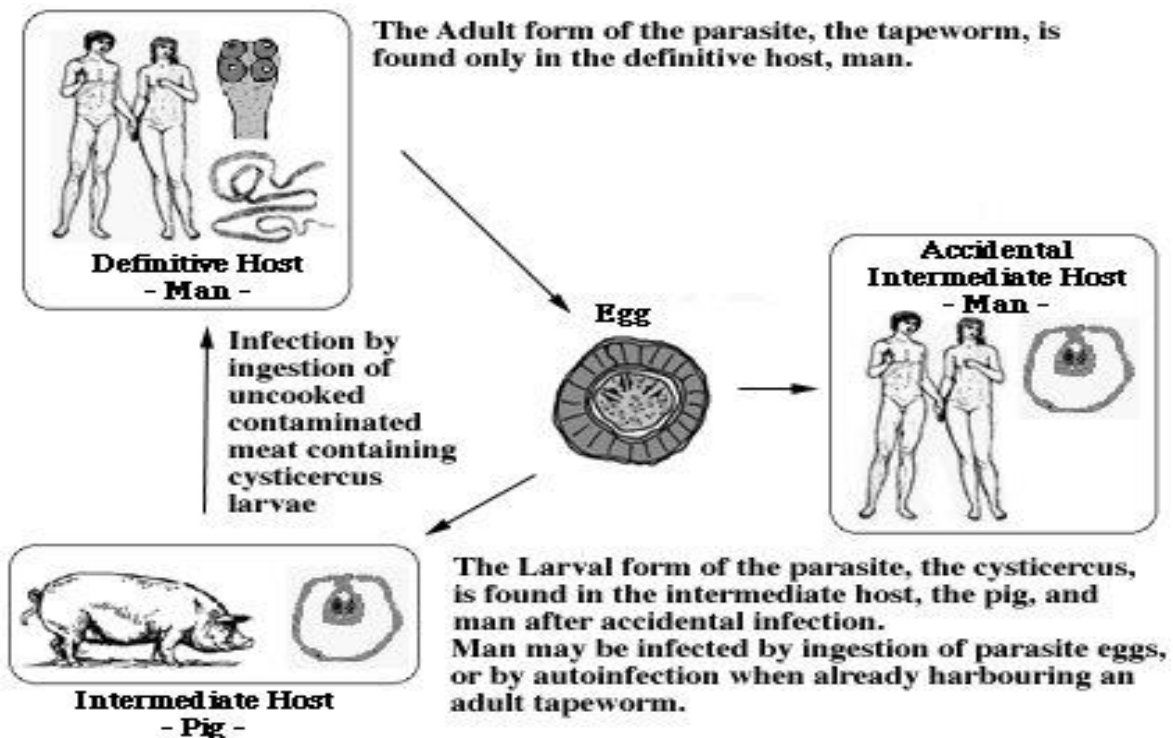 The Adult form of the parasite, the tapeworm, is
found only in the definitive host, man.
Definitive Host
- Man -
Accidental
Intermediate Host
- Man -
Egg
Infection by
ingestion of
uncooked
contaminated
meat containing
cysticercus
larvae
The Larval form of the parasite, the cysticercus,
is found in the intermediate host, the pig, and
man after accidental infection.
Man may be infected by ingestion of parasite eggs,
or by autoinfection when already harbouring an
adult tapeworm.
Intermediate Host
- Pig -